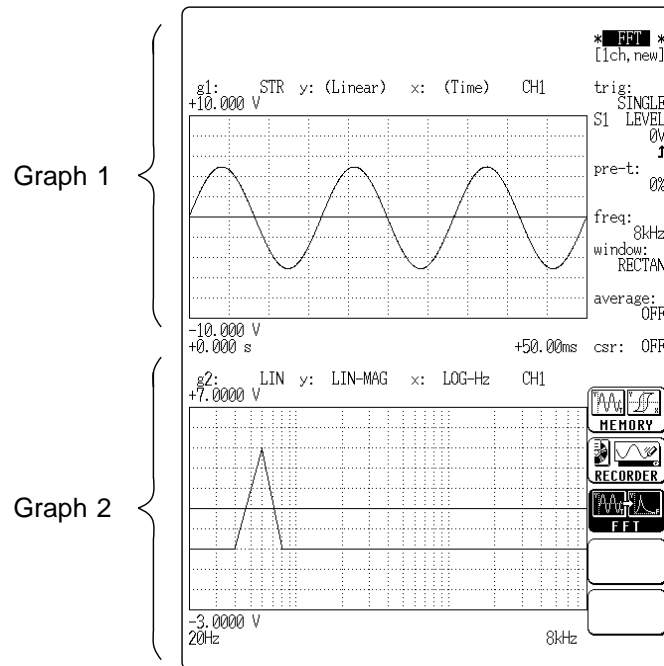 Graph 1
g1: STR y: (Linear) x: (Time) CH1
+10.000 V
-10.000 V
+0.000 s +50.00ms
Graph 2
g2: LIN y: LIN-MAG x: LOG-Hz CH1
+7.0000 V
-3.0000 V
20Hz 8kHz
* FFT *
[1ch,new]
trig:
SINGLE
S1 LEVEL
0V
↥
pre-t:
0%
freq:
8kHz
window:
RECTAN
average:
OFF
csr: OFF
MEMORY
RECORDER
FFT